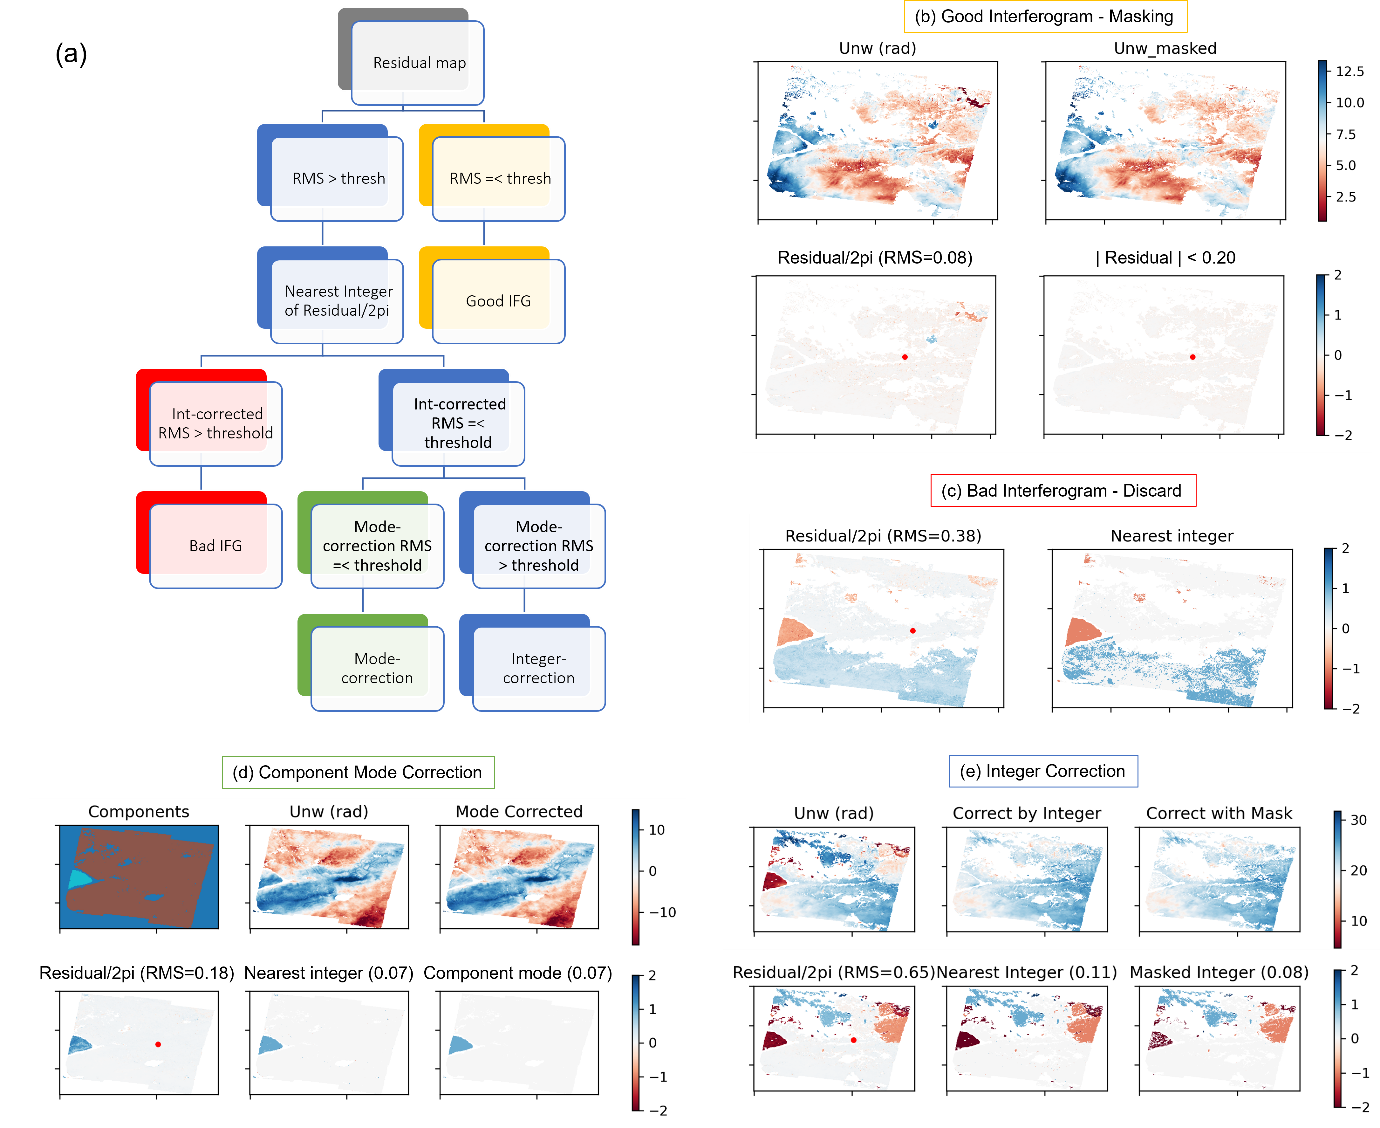 (a)
Residual map
RMS > thresh
RMS =< thresh
Nearest Integer
of Residual/2pi
Good IFG
Int-corrected
RMS > threshold
Int-corrected
RMS =<
threshold
Bad IFG
Mode-
correction RMS
=< threshold
Mode-
correction RMS
> threshold
Mode-
correction
Integer-
correction
(b) Good Interferogram - Masking
Unw (rad)
Unw_masked
12.5
10.0
7.5
5.0
2.5
Residual/2pi (RMS=0.08)
| Residual | < 0.20
2
1
0
−1
−2
(c) Bad Interferogram - Discard
Residual/2pi (RMS=0.38)
Nearest integer
2
1
0
−1
−2
(d) Component Mode Correction
Components
Unw (rad)
Mode Corrected
10
0
−10
Residual/2pi (RMS=0.18)
Nearest integer (0.07)
Component mode (0.07)
2
1
0
−1
−2
(e) Integer Correction
Unw (rad)
Correct by Integer
Correct with Mask
30
20
10
Residual/2pi (RMS=0.65)
Nearest Integer (0.11)
Masked Integer (0.08)
2
1
0
−1
−2